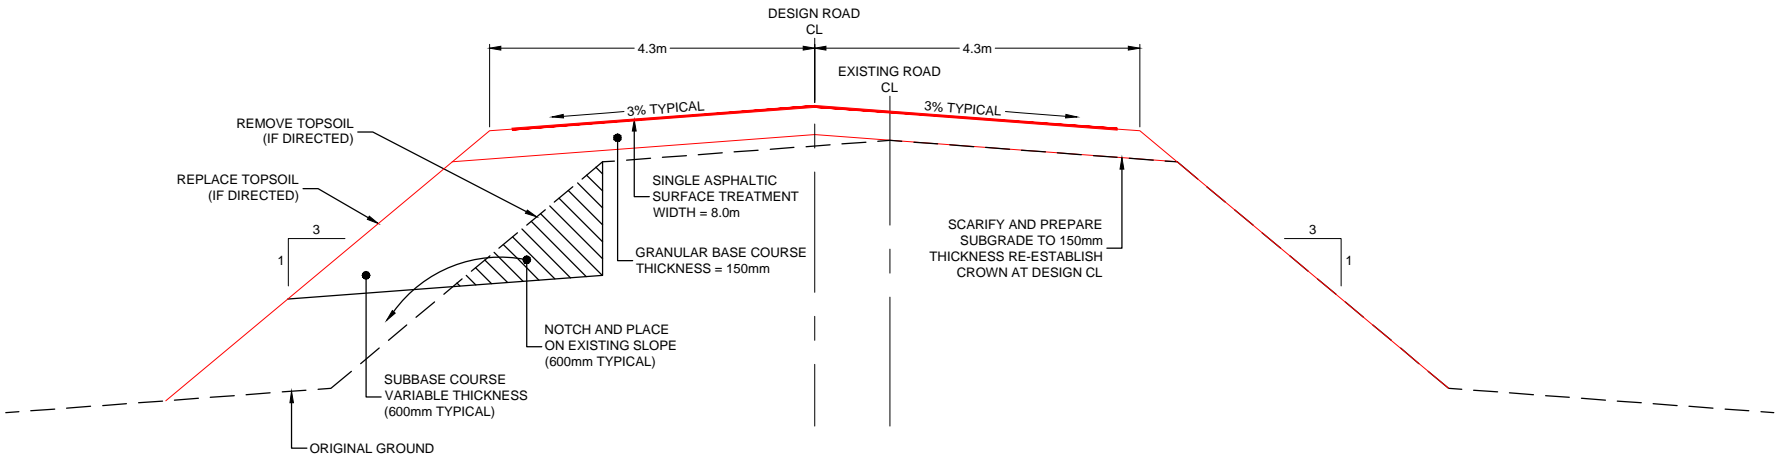 DESIGN ROAD
CL
4.3m
4.3m
EXISTING ROAD
CL
3% TYPICAL
3% TYPICAL
REMOVE TOPSOIL
(IF DIRECTED)
REPLACE TOPSOIL
(IF DIRECTED)
SINGLE ASPHALTIC
SURFACE TREATMENT
WIDTH = 8.0m
SCARIFY AND PREPARE
SUBGRADE TO 150mm
THICKNESS RE-ESTABLISH
CROWN AT DESIGN CL
3
1
3
1
GRANULAR BASE COURSE
THICKNESS = 150mm
NOTCH AND PLACE
ON EXISTING SLOPE
(600mm TYPICAL)
SUBBASE COURSE
VARIABLE THICKNESS
(600mm TYPICAL)
ORIGINAL GROUND